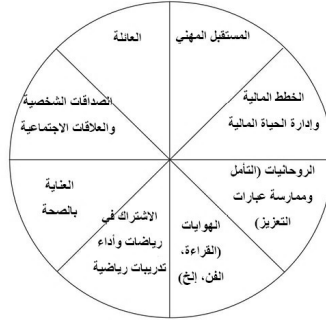 المستقبل المهني
الخطط المالية
وإدارة الحياة المالية
الروحانيات (التأمل
وممارسة عبارات
التعزيز)
الهوايات
(القراءة،
الفن، إلخ)
الاشتراك في
رياضات وأداء
تدريبات رياضية
العناية
بالصحة
الصداقات الشخصية
والعلاقات الاجتماعية
العائلة